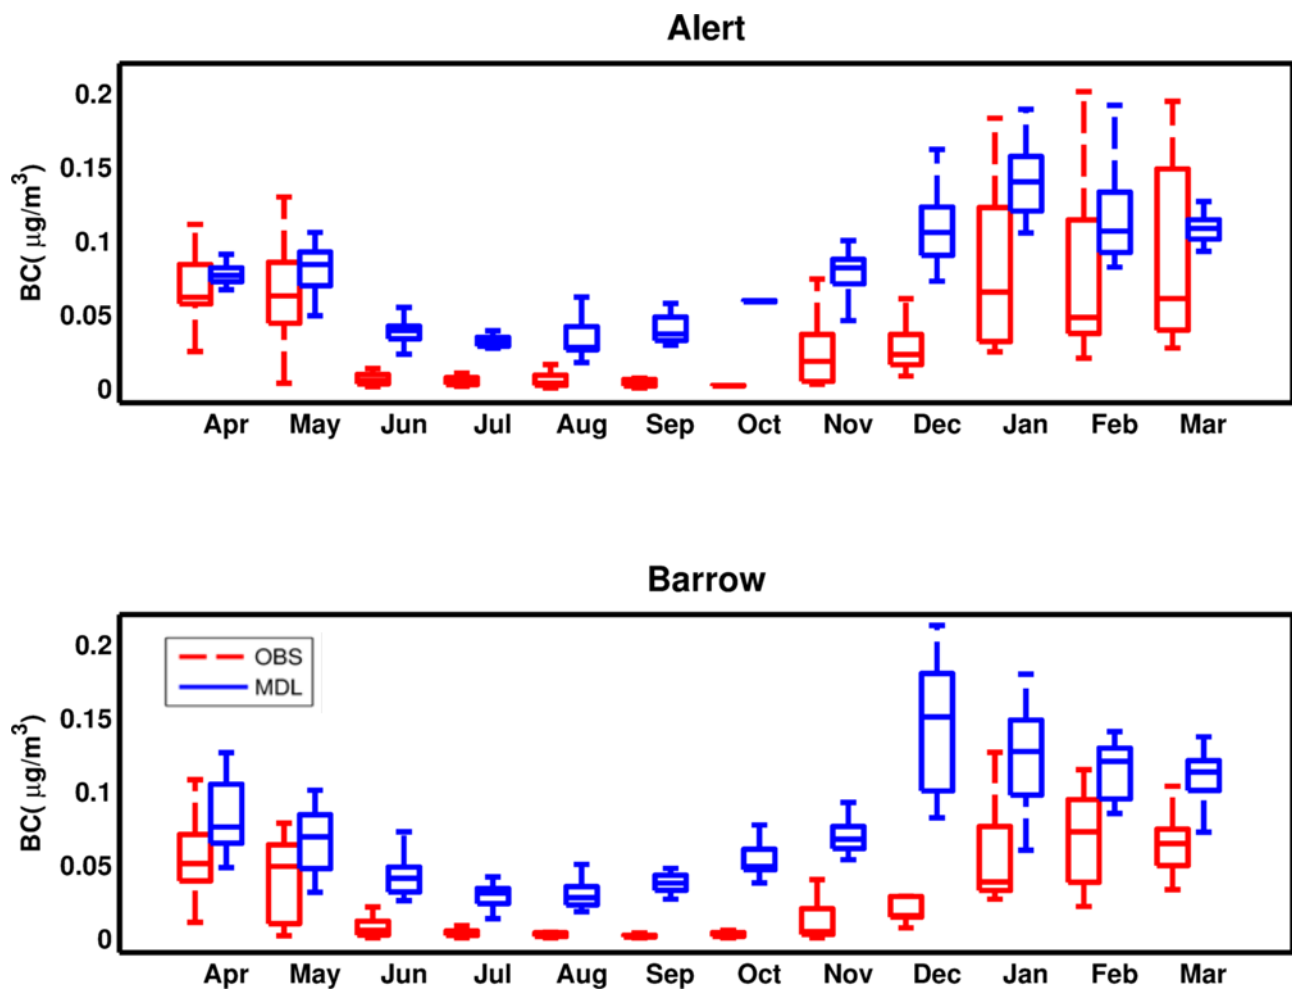 Alert
BC( μg/m³)
0.2
0.15
0.1
0.05
0
Apr May Jun Jul Aug Sep Oct Nov Dec Jan Feb Mar
Barrow
BC( μg/m³)
0.2
0.15
0.1
0.05
0
OBS
MDL
Apr May Jun Jul Aug Sep Oct Nov Dec Jan Feb Mar